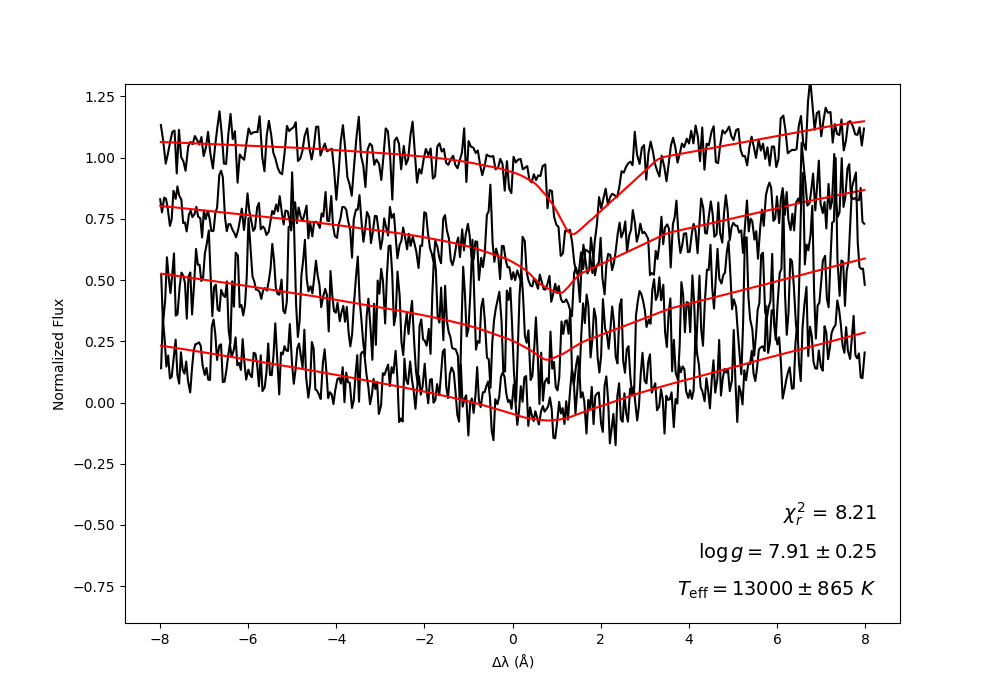 1.25
1.00
0.75
0.50
0.25
0.00
−0.25
−0.50
−0.75
Normalized Flux
χ²ᵣ = 8.21
log g = 7.91 ± 0.25
T_eff = 13000 ± 865 K
−8 −6 −4 −2 0 2 4 6 8
Δλ (Å)